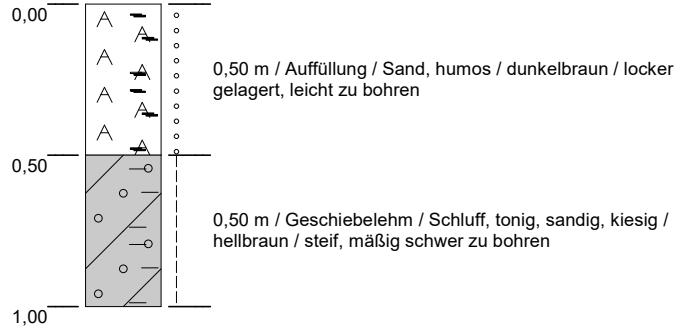 0,00
0,50 m / Auffüllung / Sand, humos / dunkelbraun / locker
gelagert, leicht zu bohren
0,50
0,50 m / Geschiebelehm / Schluff, tonig, sandig, kiesig /
hellbraun / steif, mäßig schwer zu bohren
1,00